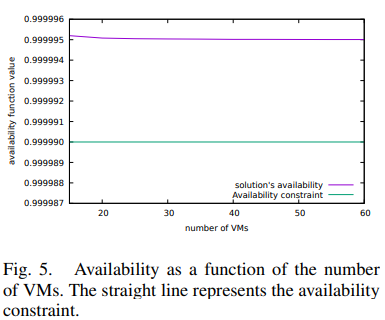 0.999996
0.999995
0.999994
0.999993
0.999992
0.999991
0.999990
0.999989
0.999988
0.999987
availability function value
solution's availability
Availability constraint
20 30 40 50 60
number of VMs
Fig. 5. Availability as a function of the number
of VMs. The straight line represents the availability
constraint.